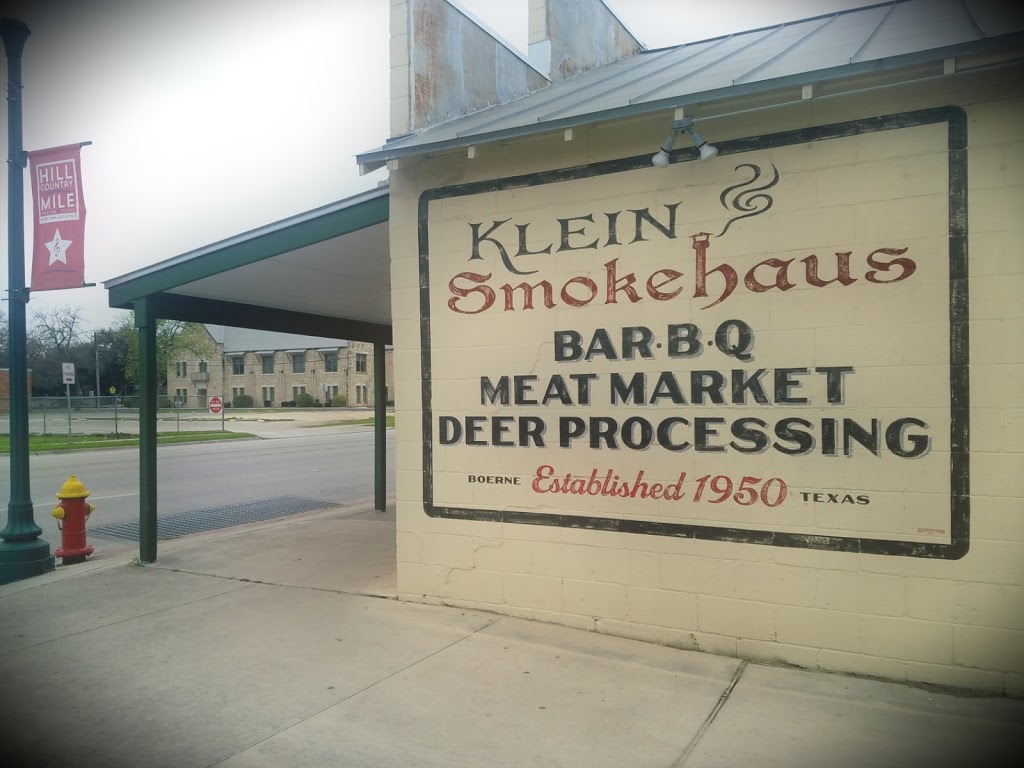 HILL
COUNTRY
MILE
KLEIN
Smokehaus
BAR·B·Q
MEAT MARKET
DEER PROCESSING
BOERNE Established 1950 TEXAS